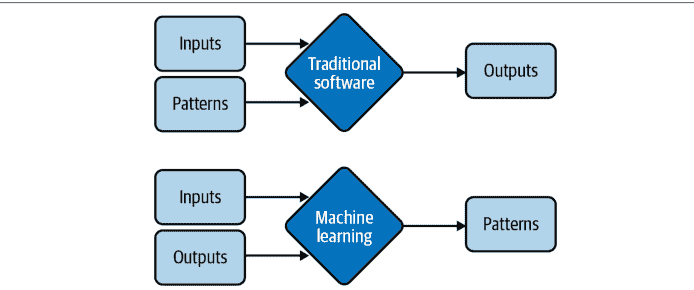 Inputs
Patterns
Traditional
software
Outputs
Inputs
Outputs
Machine
learning
Patterns